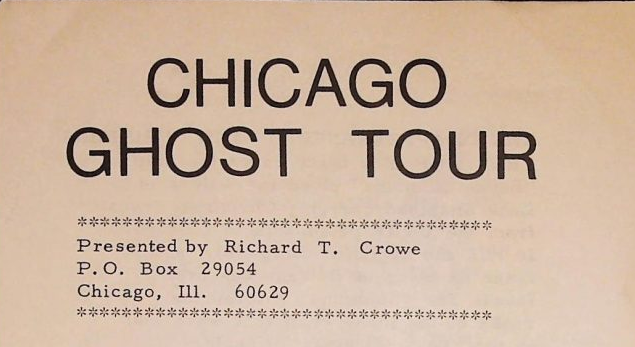 CHICAGO
GHOST TOUR
**************************************
Presented by Richard T. Crowe
P.O. Box 29054
Chicago, Ill. 60629
**************************************